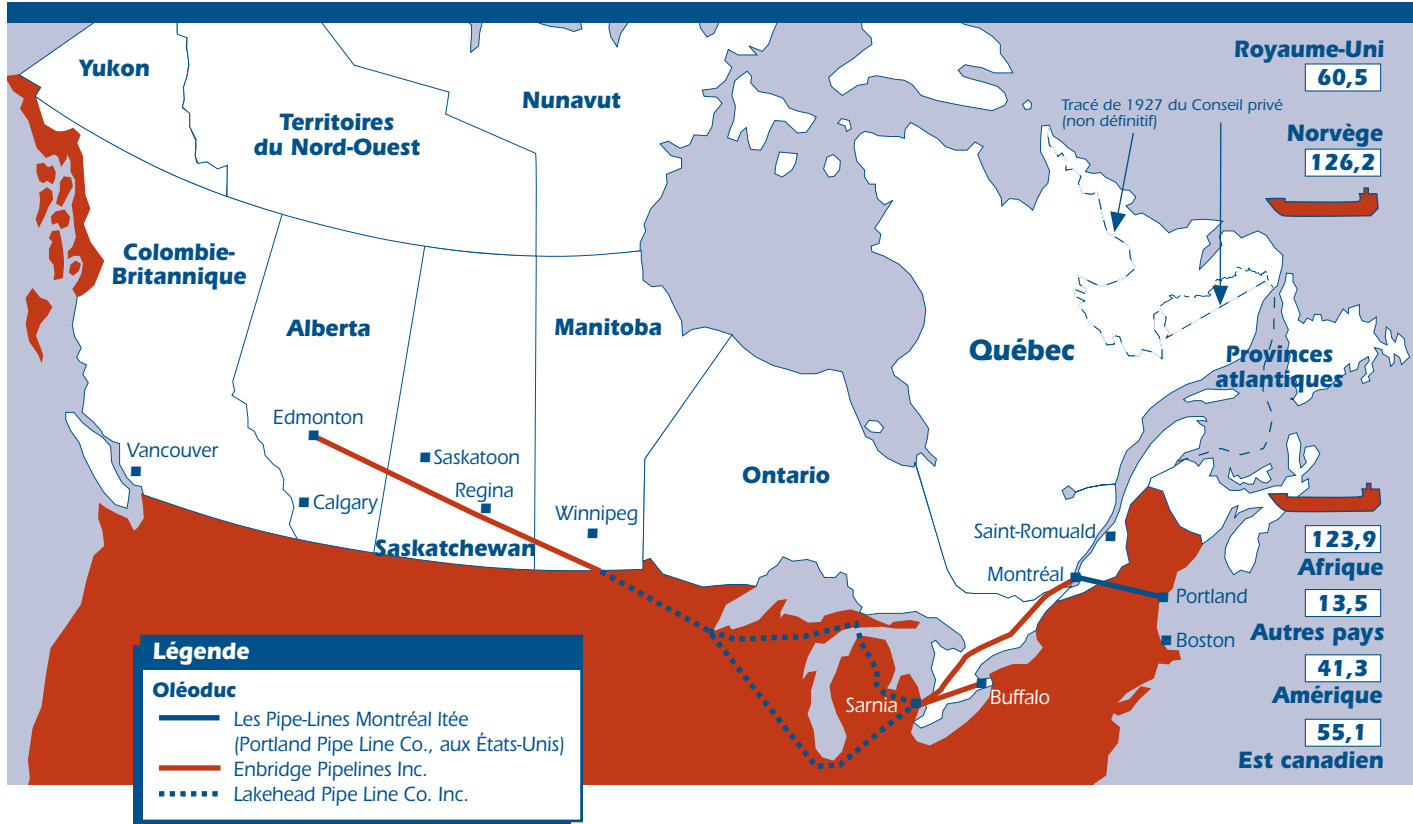 Royaume-Uni
60,5
Yukon
Nunavut
Tracé de 1927 du Conseil privé
(non définitif)
Territoires
du Nord-Ouest
Norvège
126,2
Colombie-
Britannique
Alberta
Manitoba
Québec
Provinces
atlantiques
Edmonton
Vancouver
Saskatoon
Ontario
Calgary
Regina
Winnipeg
Saint-Romuald
Saskatchewan
123,9
Afrique
Montréal
Portland
13,5
Autres pays
Boston
41,3
Amérique
Sarnia
Buffalo
55,1
Est canadien
Légende
Oléoduc
Les Pipe-Lines Montréal ltée
(Portland Pipe Line Co., aux États-Unis)
Enbridge Pipelines Inc.
Lakehead Pipe Line Co. Inc.